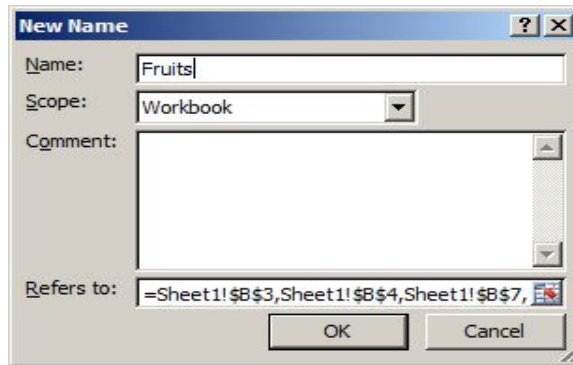 New Name
Name: Fruits
Scope: Workbook
Comment:
Refers to: =Sheet1!$B$3,Sheet1!$B$4,Sheet1!$B$7,
OK Cancel